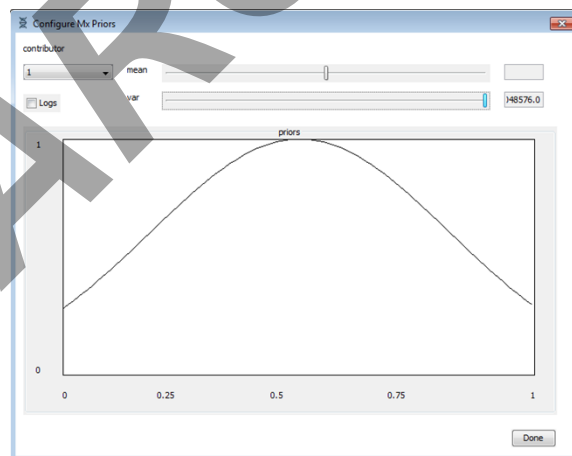 Configure Mx Priors
contributor
1
mean
Logs
var
)48576.0
priors
1
0
0 0.25 0.5 0.75 1
Done